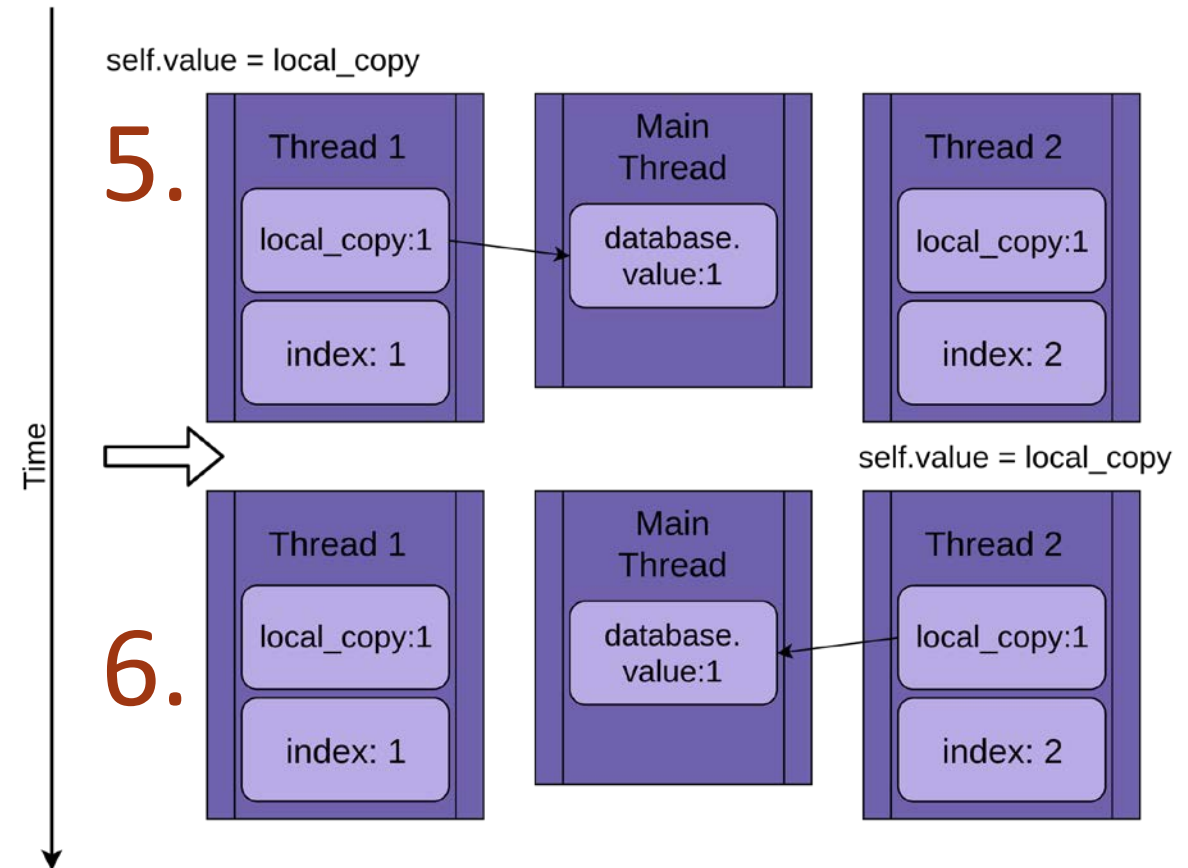 self.value = local_copy
5.
Thread 1
local_copy:1
index: 1
Main
Thread
database.
value:1
Thread 2
local_copy:1
index: 2
Time
self.value = local_copy
6.
Thread 1
local_copy:1
index: 1
Main
Thread
database.
value:1
Thread 2
local_copy:1
index: 2